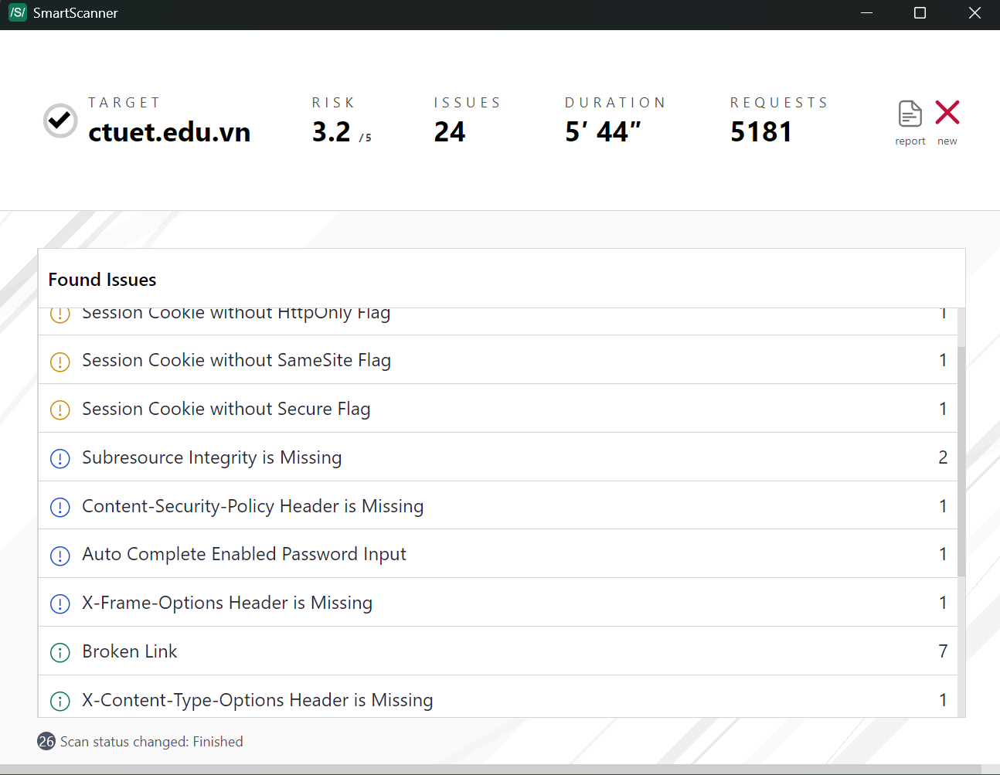 /S/ SmartScanner
TARGET
ctuet.edu.vn
RISK
3.2 /5
ISSUES
24
DURATION
5′ 44″
REQUESTS
5181
report
new
Found Issues
Session Cookie without HttpOnly Flag 1
Session Cookie without SameSite Flag 1
Session Cookie without Secure Flag 1
Subresource Integrity is Missing 2
Content-Security-Policy Header is Missing 1
Auto Complete Enabled Password Input 1
X-Frame-Options Header is Missing 1
Broken Link 7
X-Content-Type-Options Header is Missing 1
26 Scan status changed: Finished